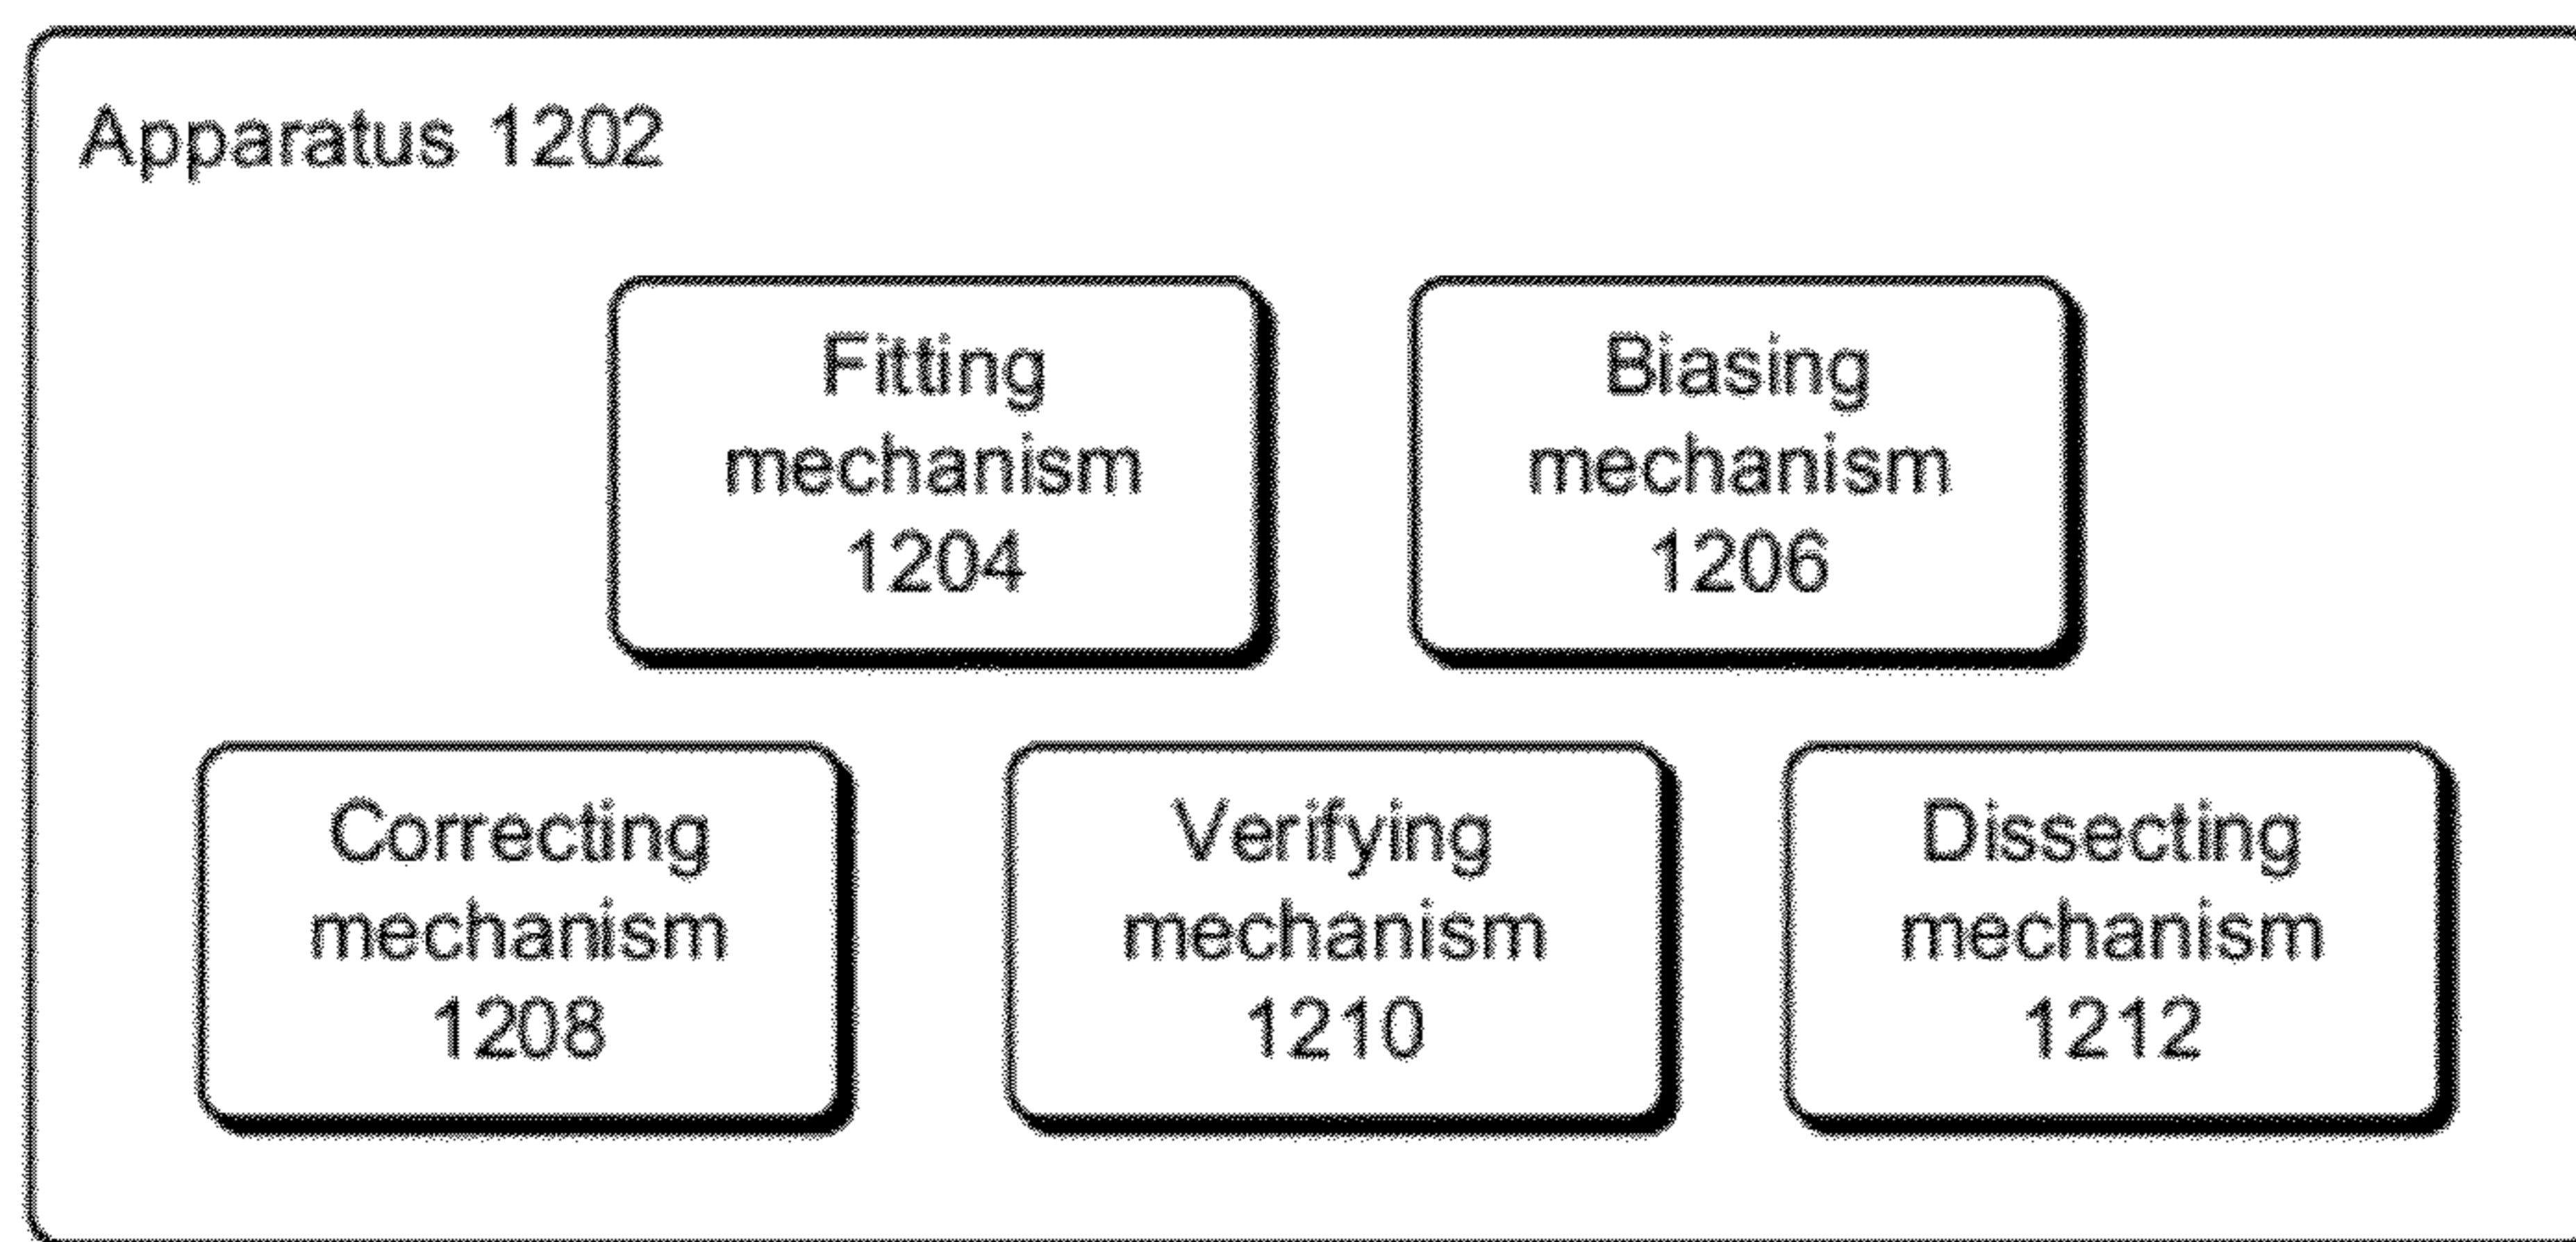 Apparatus 1202
Fitting
mechanism
1204
Biasing
mechanism
1206
Correcting
mechanism
1208
Verifying
mechanism
1210
Dissecting
mechanism
1212